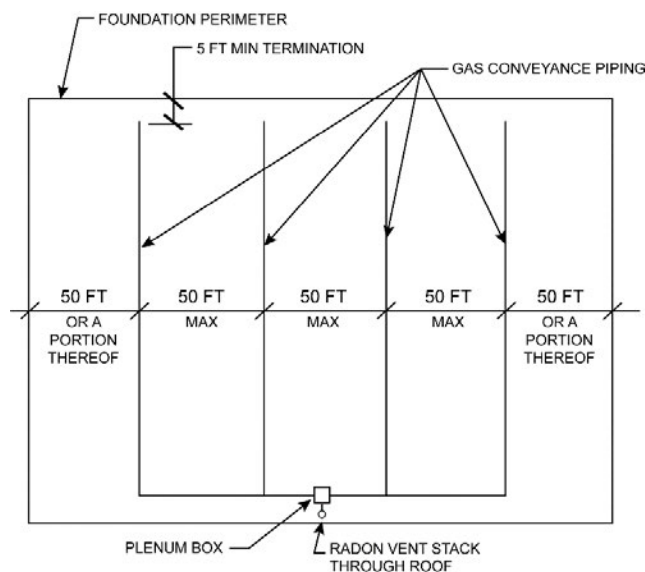 FOUNDATION PERIMETER
5 FT MIN TERMINATION
GAS CONVEYANCE PIPING
50 FT
50 FT
50 FT
50 FT
50 FT
OR A
PORTION
THEREOF
MAX
MAX
MAX
OR A
PORTION
THEREOF
PLENUM BOX
RADON VENT STACK
THROUGH ROOF